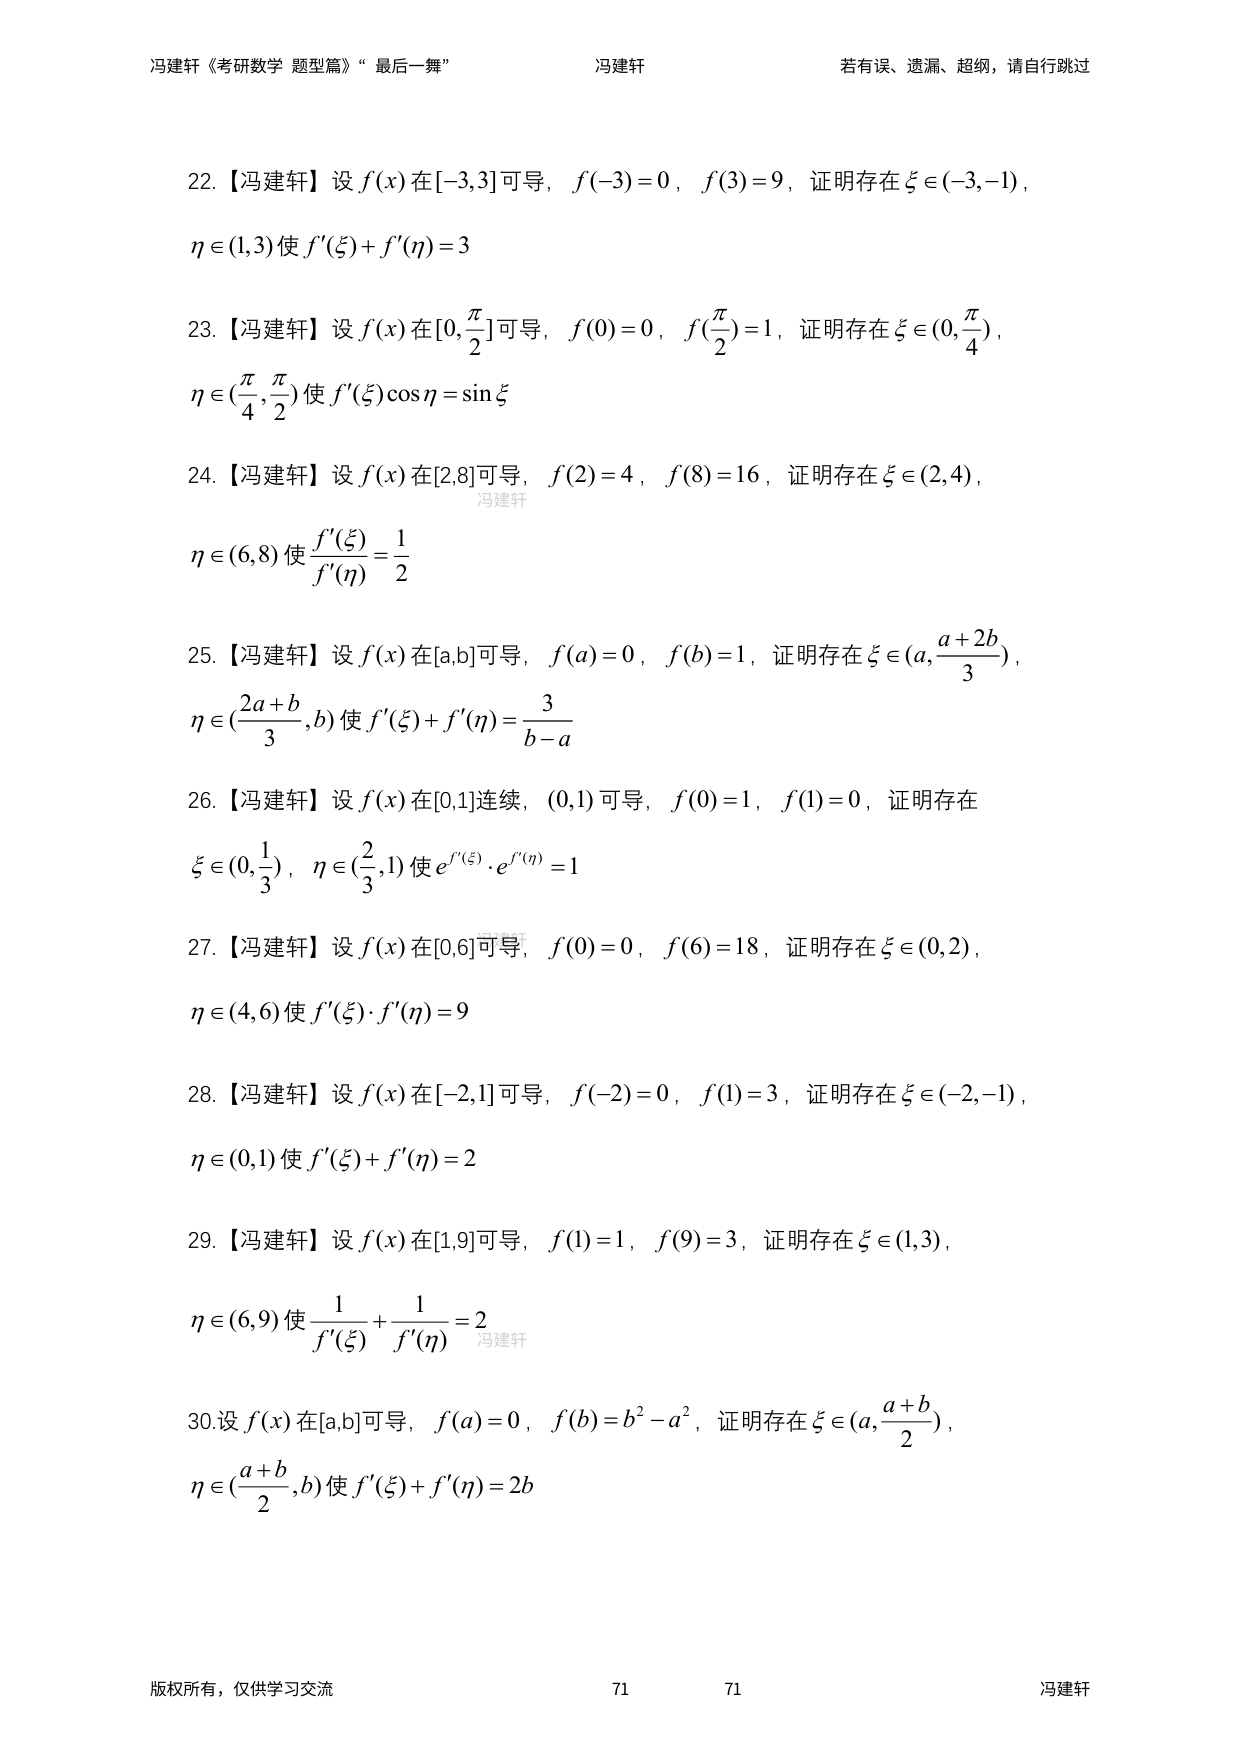 冯建轩《考研数学 题型篇》“ 最后一舞” 冯建轩 若有误、遗漏、超纲，请自行跳过
22.【冯建轩】设 f(x) 在[−3,3]可导， f(−3)=0， f(3)=9，证明存在 ξ∈(−3,−1)，
η∈(1,3)使 f′(ξ)+f′(η)=3
23.【冯建轩】设 f(x) 在[0,π/2]可导， f(0)=0， f(π/2)=1，证明存在 ξ∈(0,π/4)，
η∈(π/4,π/2) 使 f′(ξ)cosη=sinξ
24.【冯建轩】设 f(x) 在[2,8]可导， f(2)=4， f(8)=16，证明存在 ξ∈(2,4)，
冯建轩
η∈(6,8) 使 f′(ξ)/f′(η)=1/2
25.【冯建轩】设 f(x) 在[a,b]可导， f(a)=0， f(b)=1，证明存在 ξ∈(a,(a+2b)/3)，
η∈((2a+b)/3,b) 使 f′(ξ)+f′(η)=3/(b−a)
26.【冯建轩】设 f(x) 在[0,1]连续，(0,1) 可导， f(0)=1， f(1)=0，证明存在
ξ∈(0,1/3)， η∈(2/3,1) 使 e^{f′(ξ)}·e^{f′(η)}=1
冯建轩
27.【冯建轩】设 f(x) 在[0,6]可导， f(0)=0， f(6)=18，证明存在 ξ∈(0,2)，
η∈(4,6)使 f′(ξ)·f′(η)=9
28.【冯建轩】设 f(x) 在[−2,1]可导， f(−2)=0， f(1)=3，证明存在 ξ∈(−2,−1)，
η∈(0,1) 使 f′(ξ)+f′(η)=2
29.【冯建轩】设 f(x) 在[1,9]可导， f(1)=1， f(9)=3，证明存在 ξ∈(1,3)，
η∈(6,9) 使 1/f′(ξ)+1/f′(η)=2
冯建轩
30.设 f(x) 在[a,b]可导， f(a)=0， f(b)=b²−a²，证明存在 ξ∈(a,(a+b)/2)，
η∈((a+b)/2,b)使 f′(ξ)+f′(η)=2b
版权所有，仅供学习交流 71 71 冯建轩